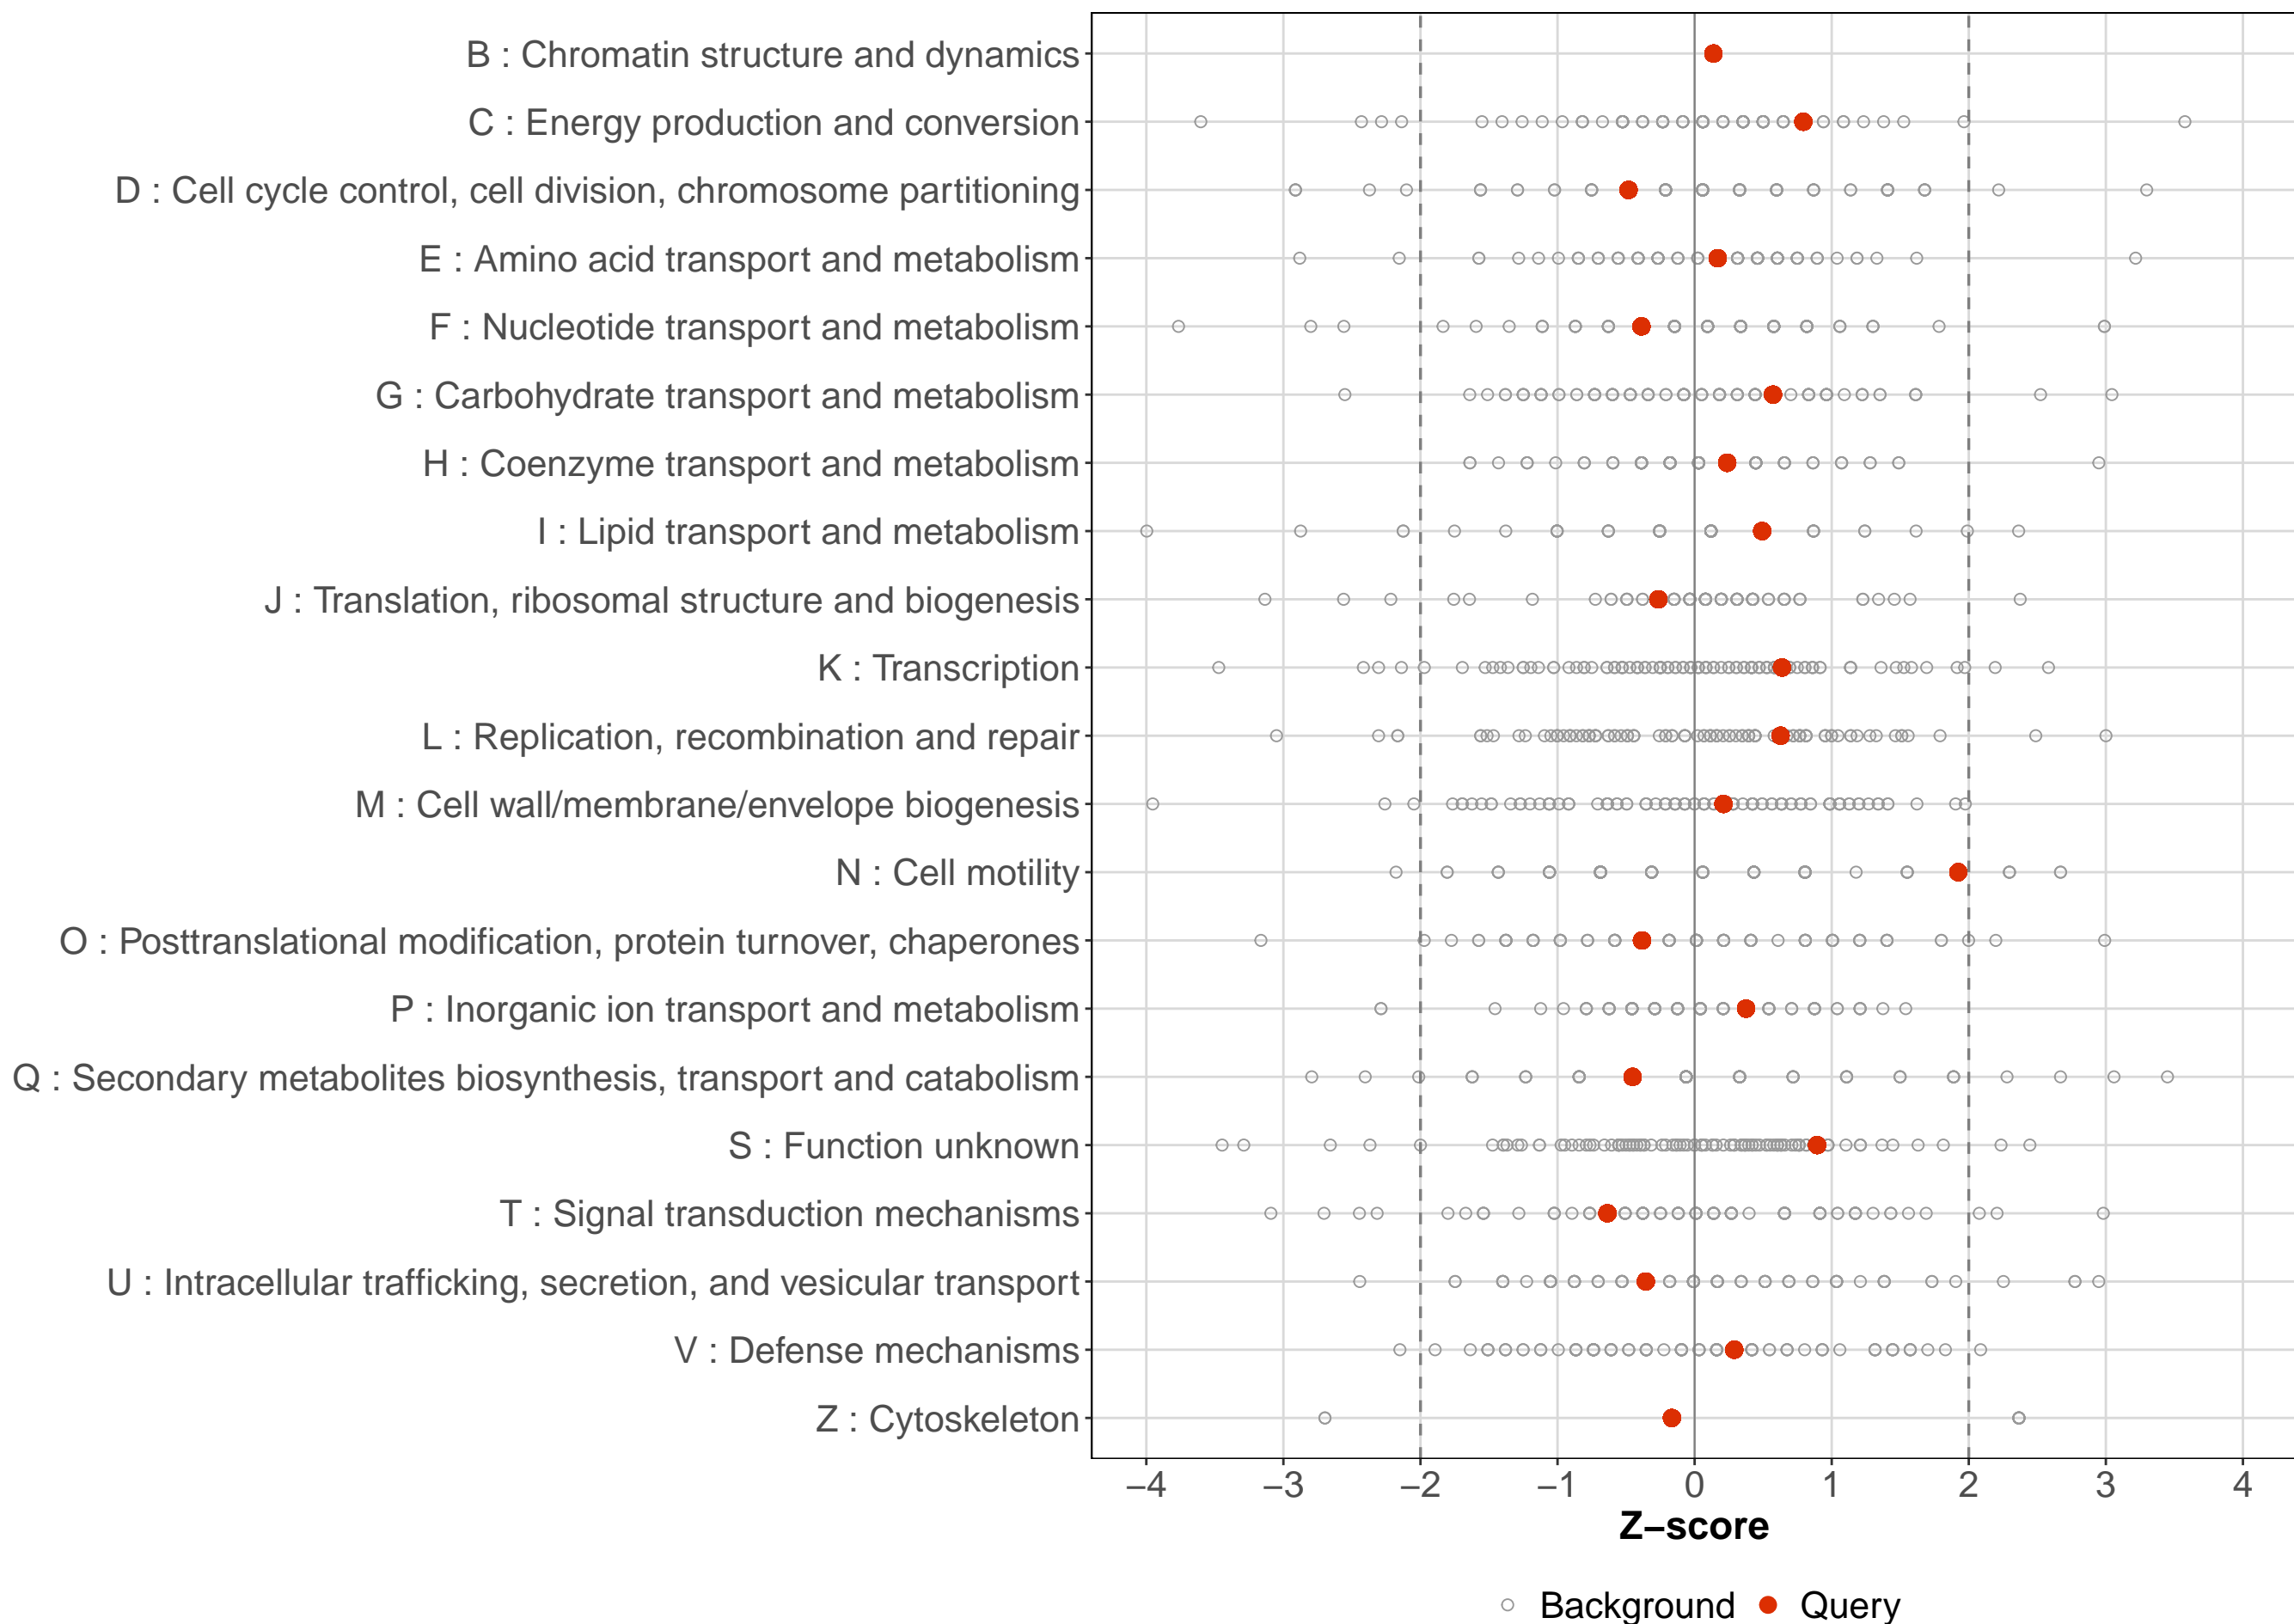 B : Chromatin structure and dynamics
C : Energy production and conversion
D : Cell cycle control, cell division, chromosome partitioning
E : Amino acid transport and metabolism
F : Nucleotide transport and metabolism
G : Carbohydrate transport and metabolism
H : Coenzyme transport and metabolism
I : Lipid transport and metabolism
J : Translation, ribosomal structure and biogenesis
K : Transcription
L : Replication, recombination and repair
M : Cell wall/membrane/envelope biogenesis
N : Cell motility
O : Posttranslational modification, protein turnover, chaperones
P : Inorganic ion transport and metabolism
Q : Secondary metabolites biosynthesis, transport and catabolism
S : Function unknown
T : Signal transduction mechanisms
U : Intracellular trafficking, secretion, and vesicular transport
V : Defense mechanisms
Z : Cytoskeleton
−4 −3 −2 −1 0 1 2 3 4
Z−score
Background Query